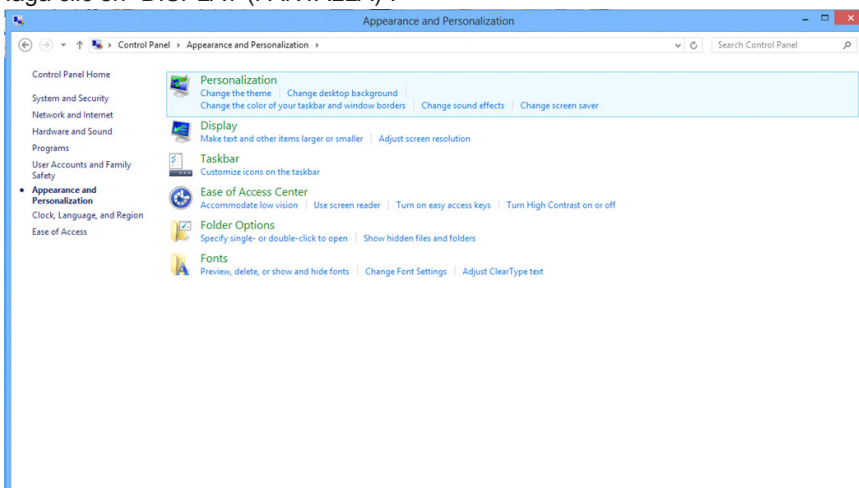 haga clic en "DISPLAY (PANTALLA)".
Appearance and Personalization
Control Panel Appearance and Personalization
Search Control Panel
Control Panel Home
System and Security
Network and Internet
Hardware and Sound
Programs
User Accounts and Family
Safety
Appearance and
Personalization
Clock, Language, and Region
Ease of Access
Personalization
Change the theme Change desktop background
Change the color of your taskbar and window borders Change sound effects Change screen saver
Display
Make text and other items larger or smaller Adjust screen resolution
Taskbar
Customize icons on the taskbar
Ease of Access Center
Accommodate low vision Use screen reader Turn on easy access keys Turn High Contrast on or off
Folder Options
Specify single- or double-click to open Show hidden files and folders
Fonts
Preview, delete, or show and hide fonts Change Font Settings Adjust ClearType text